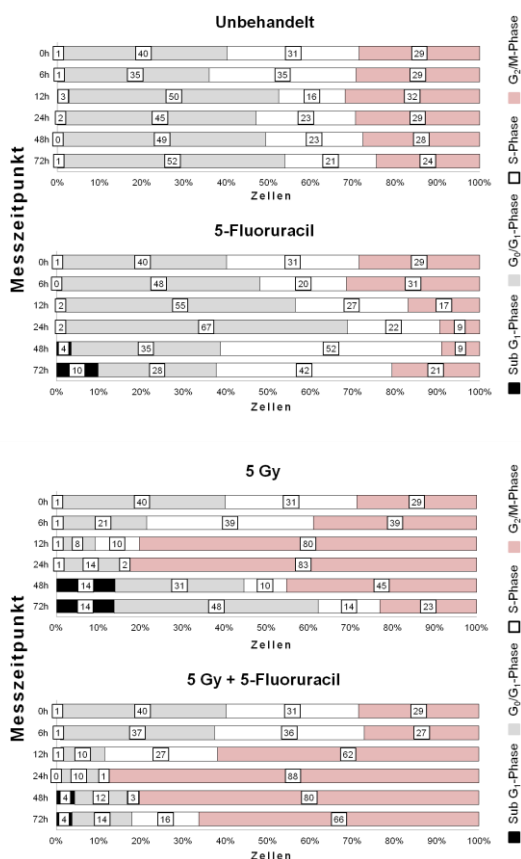 Unbehandelt
0h 1 40 31 29
6h 1 35 35 29
12h 3 50 16 32
24h 2 45 23 29
48h 0 49 23 28
72h 1 52 21 24
0% 10% 20% 30% 40% 50% 60% 70% 80% 90% 100%
Zellen
5-Fluoruracil
0h 1 40 31 29
6h 0 48 20 31
12h 2 55 27 17
24h 2 67 22 9
48h 4 35 52 9
72h 10 28 42 21
0% 10% 20% 30% 40% 50% 60% 70% 80% 90% 100%
Zellen
Messzeitpunkt
Sub G1-Phase G0/G1-Phase S-Phase G2/M-Phase
5 Gy
0h 1 40 31 29
6h 1 21 39 39
12h 1 8 10 80
24h 1 14 2 83
48h 14 31 10 45
72h 14 48 14 23
0% 10% 20% 30% 40% 50% 60% 70% 80% 90% 100%
Zellen
5 Gy + 5-Fluoruracil
0h 1 40 31 29
6h 1 37 36 27
12h 1 10 27 62
24h 0 10 1 88
48h 4 12 3 80
72h 4 14 16 66
0% 10% 20% 30% 40% 50% 60% 70% 80% 90% 100%
Zellen
Messzeitpunkt
Sub G1-Phase G0/G1-Phase S-Phase G2/M-Phase